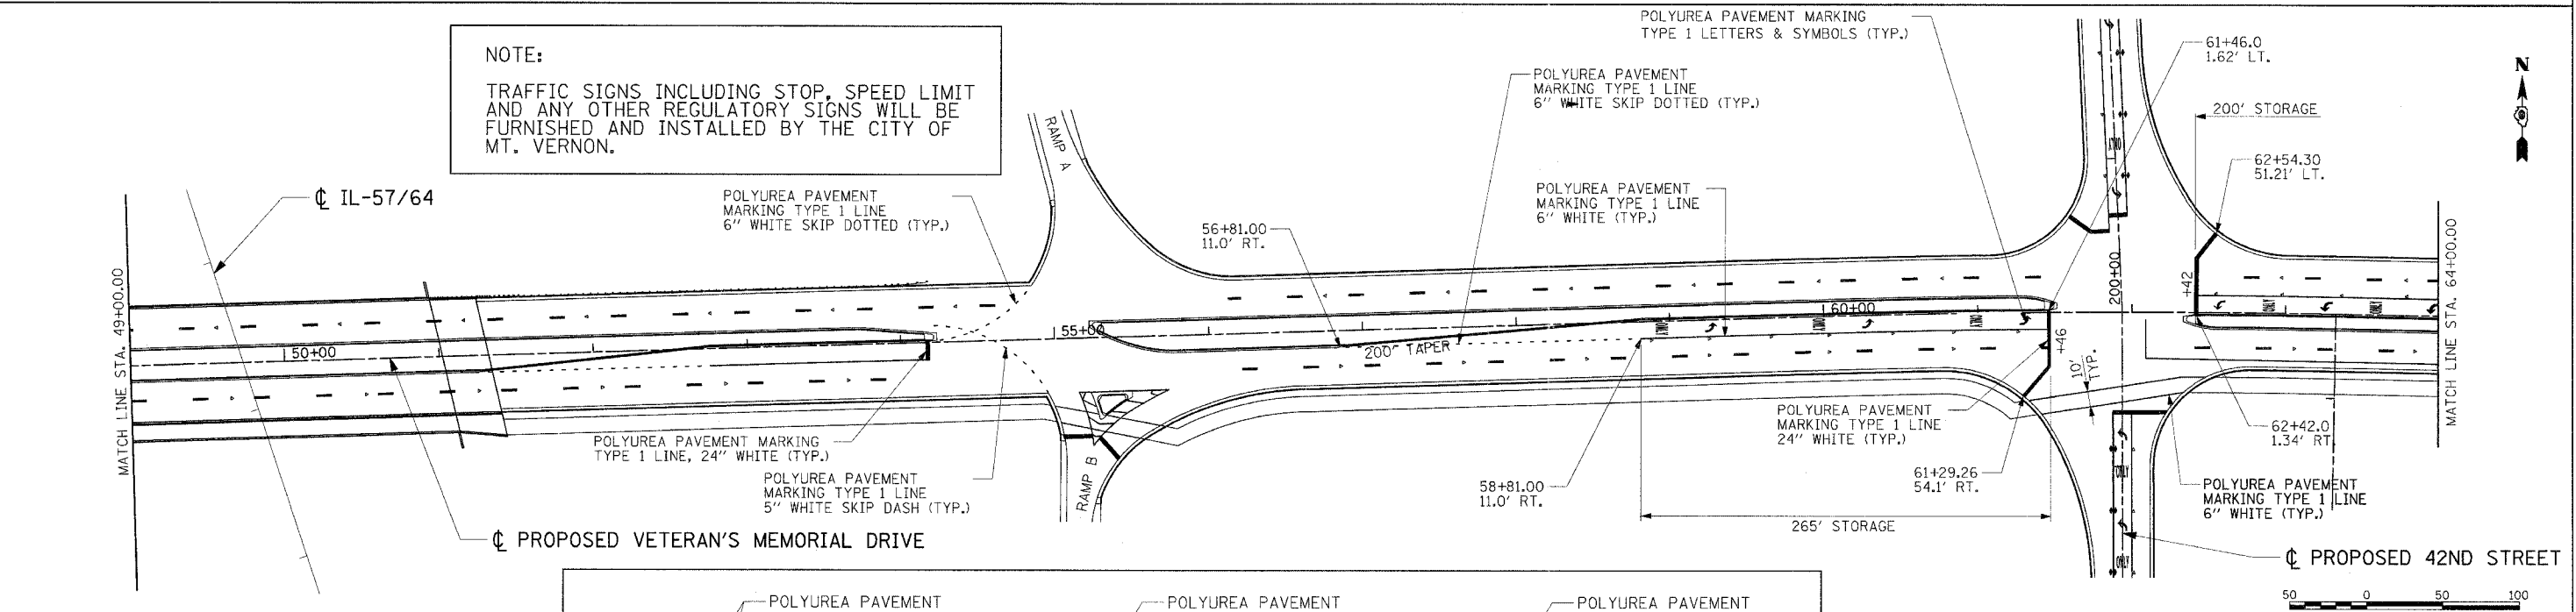 NOTE:
TRAFFIC SIGNS INCLUDING STOP, SPEED LIMIT
AND ANY OTHER REGULATORY SIGNS WILL BE
FURNISHED AND INSTALLED BY THE CITY OF
MT. VERNON.
POLYUREA PAVEMENT MARKING
TYPE 1 LETTERS & SYMBOLS (TYP.)
61+46.0
1.62' LT.
N
POLYUREA PAVEMENT
MARKING TYPE 1 LINE
6" WHITE SKIP DOTTED (TYP.)
200' STORAGE
62+54.30
51.21' LT.
RAMP A
℄ IL-57/64
POLYUREA PAVEMENT
MARKING TYPE 1 LINE
6" WHITE SKIP DOTTED (TYP.)
POLYUREA PAVEMENT
MARKING TYPE 1 LINE
6" WHITE (TYP.)
56+81.00
11.0' RT.
ONLY
MATCH LINE STA. 49+00.00
50+00
55+00
200' TAPER
60+00
ONLY
ONLY
ONLY
+46
200+00
+42
ONLY
ONLY
MATCH LINE STA. 64+00.00
10'
TYP.
POLYUREA PAVEMENT MARKING
TYPE 1 LINE, 24" WHITE (TYP.)
POLYUREA PAVEMENT
MARKING TYPE 1 LINE
5" WHITE SKIP DASH (TYP.)
RAMP B
POLYUREA PAVEMENT
MARKING TYPE 1 LINE
24" WHITE (TYP.)
62+42.0
1.34' RT
58+81.00
11.0' RT.
61+29.26
54.1' RT.
ONLY
POLYUREA PAVEMENT
MARKING TYPE 1 LINE
6" WHITE (TYP.)
265' STORAGE
℄ PROPOSED VETERAN'S MEMORIAL DRIVE
ONLY
℄ PROPOSED 42ND STREET
50 0 50 100
POLYUREA PAVEMENT
POLYUREA PAVEMENT
POLYUREA PAVEMENT